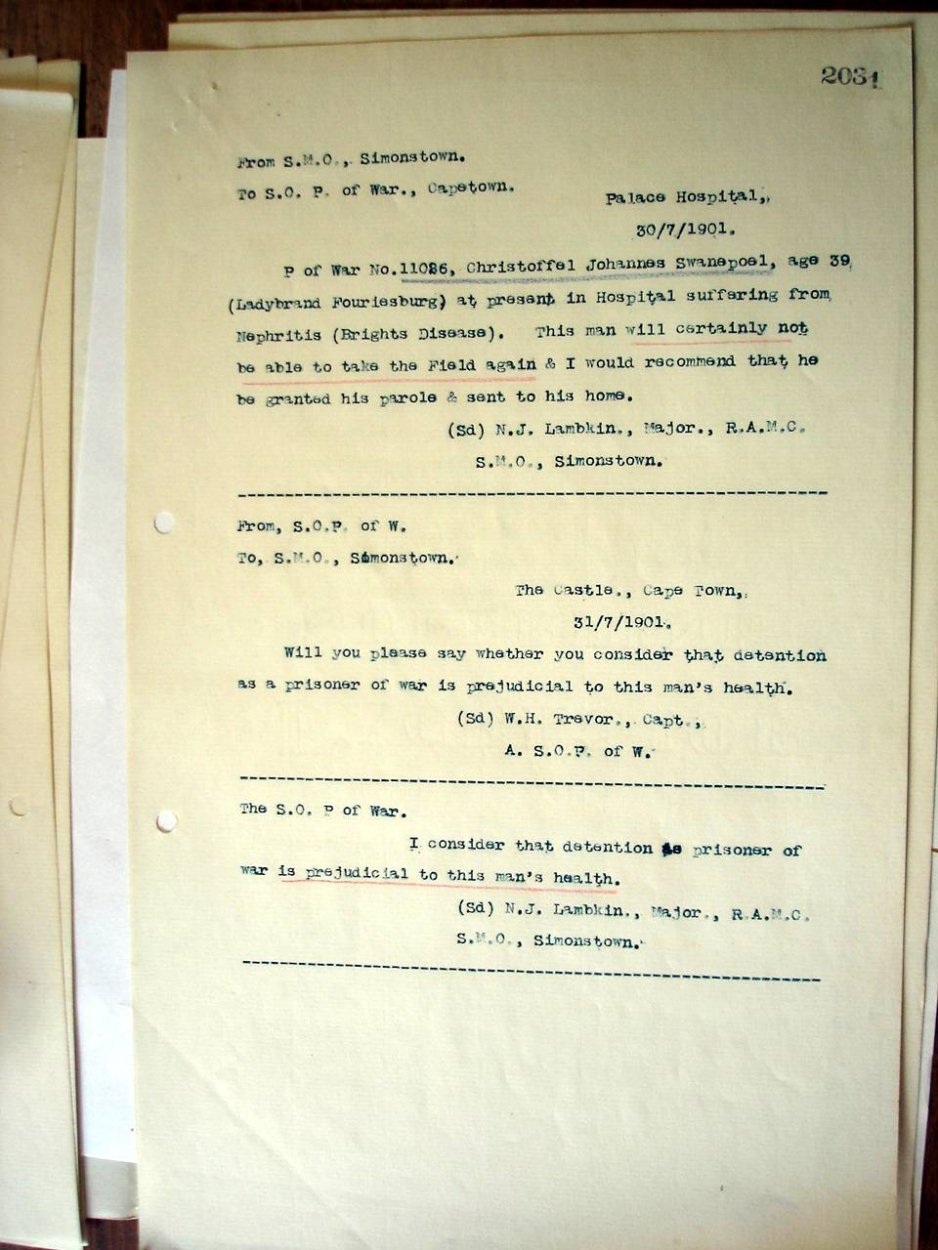 2031
From S.M.O., Simonstown.
To S.O. P. of War., Capetown.
Palace Hospital,,
30/7/1901.
P of War No.11086, Christoffel Johannes Swanepoel, age 39,
(Ladybrand Fouriesburg) at present in Hospital suffering from,
Nephritis (Brights Disease). This man will certainly not
be able to take the Field again & I would recommend that he
be granted his parole & sent to his home.
(Sd) N.J. Lambkin., Major., R.A.M.C.
S.M.O., Simonstown.
--------------------
From, S.O.P. of W.
To, S.M.O., Simonstown.
The Castle., Cape Town,.
31/7/1901.
Will you please say whether you consider that detention
as a prisoner of war is prejudicial to this man's health.
(Sd) W.H. Trevor., Capt.,
A. S.O.P. of W.
--------------------
The S.O. P of War.
I consider that detention as prisoner of
war is prejudicial to this man's health.
(Sd) N.J. Lambkin., Major., R.A.M.C.
S.M.O., Simonstown.
--------------------